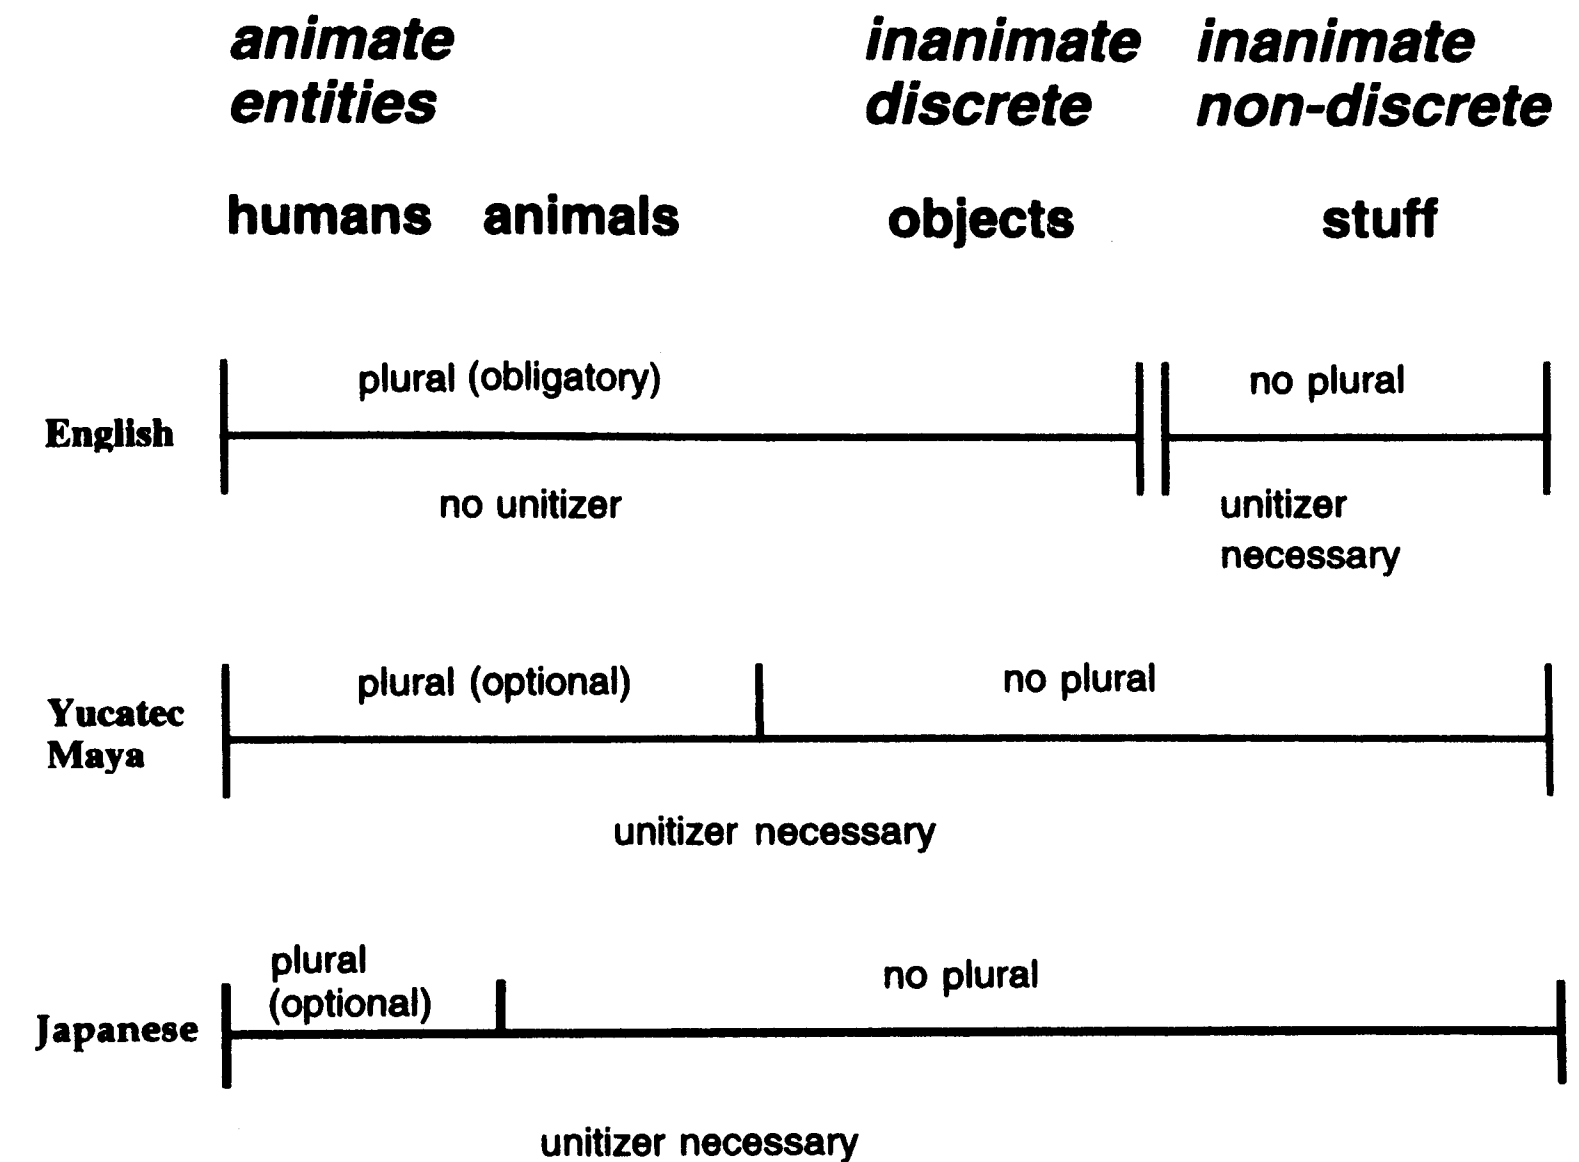 animate
entities
inanimate
discrete
inanimate
non-discrete
humans
animals
objects
stuff
English
plural (obligatory)
no plural
no unitizer
unitizer
necessary
Yucatec
Maya
plural (optional)
no plural
unitizer necessary
Japanese
plural
(optional)
no plural
unitizer necessary